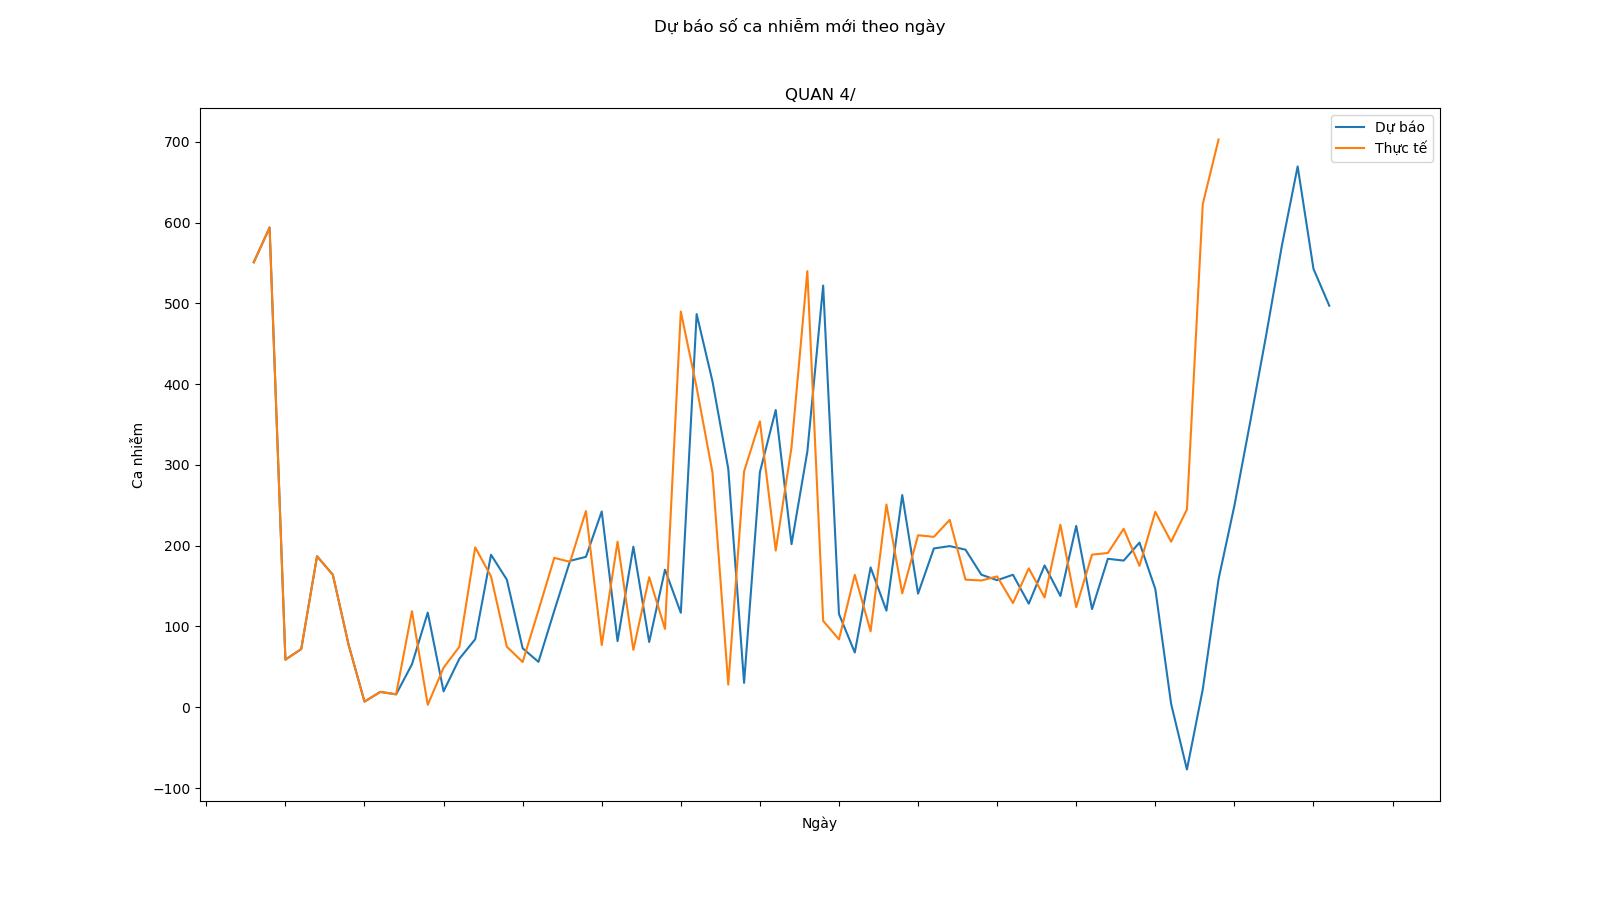 Dự báo số ca nhiễm mới theo ngày
QUAN 4/
Dự báo
Thực tế
700
600
500
400
300
200
100
0
−100
Ca nhiễm
Ngày